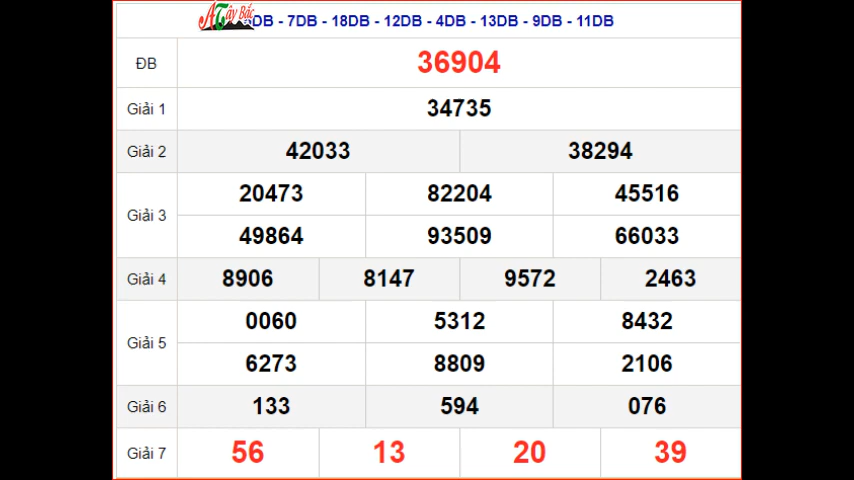 ATây Bắc
DB - 7DB - 18DB - 12DB - 4DB - 13DB - 9DB - 11DB
ĐB 36904
Giải 1 34735
Giải 2 42033 38294
Giải 3
20473 82204 45516
49864 93509 66033
Giải 4 8906 8147 9572 2463
Giải 5
0060 5312 8432
6273 8809 2106
Giải 6 133 594 076
Giải 7 56 13 20 39